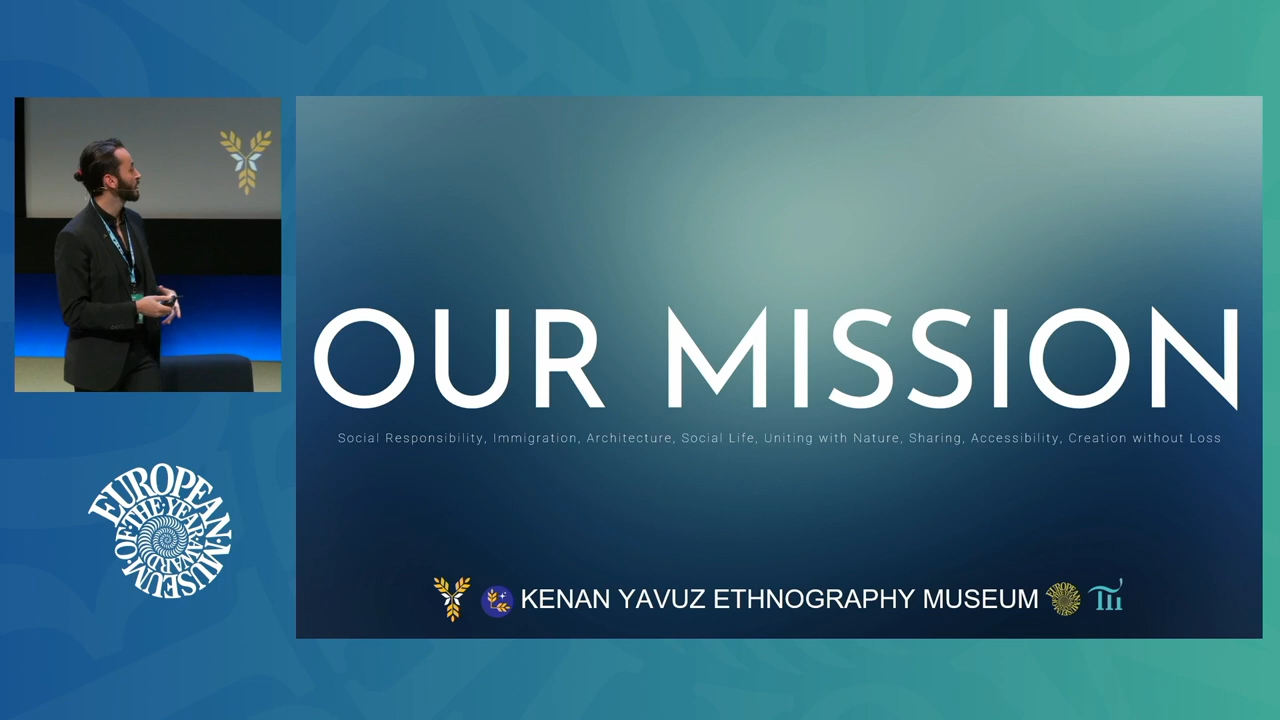 OUR MISSION
Social Responsibility, Immigration, Architecture, Social Life, Uniting with Nature, Sharing, Accessibility, Creation without Loss
KENAN YAVUZ ETHNOGRAPHY MUSEUM
EUROPEAN MUSEUM
OF·THE·YEAR·AWARD